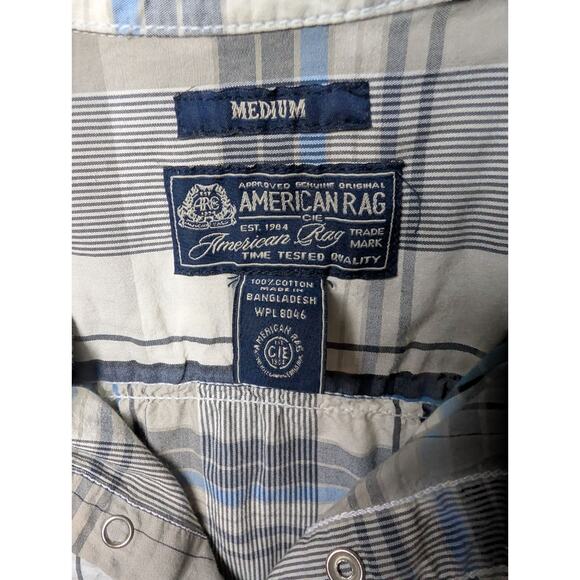 MEDIUM
APPROVED GENUINE ORIGINAL
ARC
AMERICAN RAG
CIE
EST. 1984
American Rag
TRADE
MARK
TIME TESTED QUALITY
100% COTTON
MADE IN
BANGLADESH
WPL 8046
AMERICAN RAG
CIE